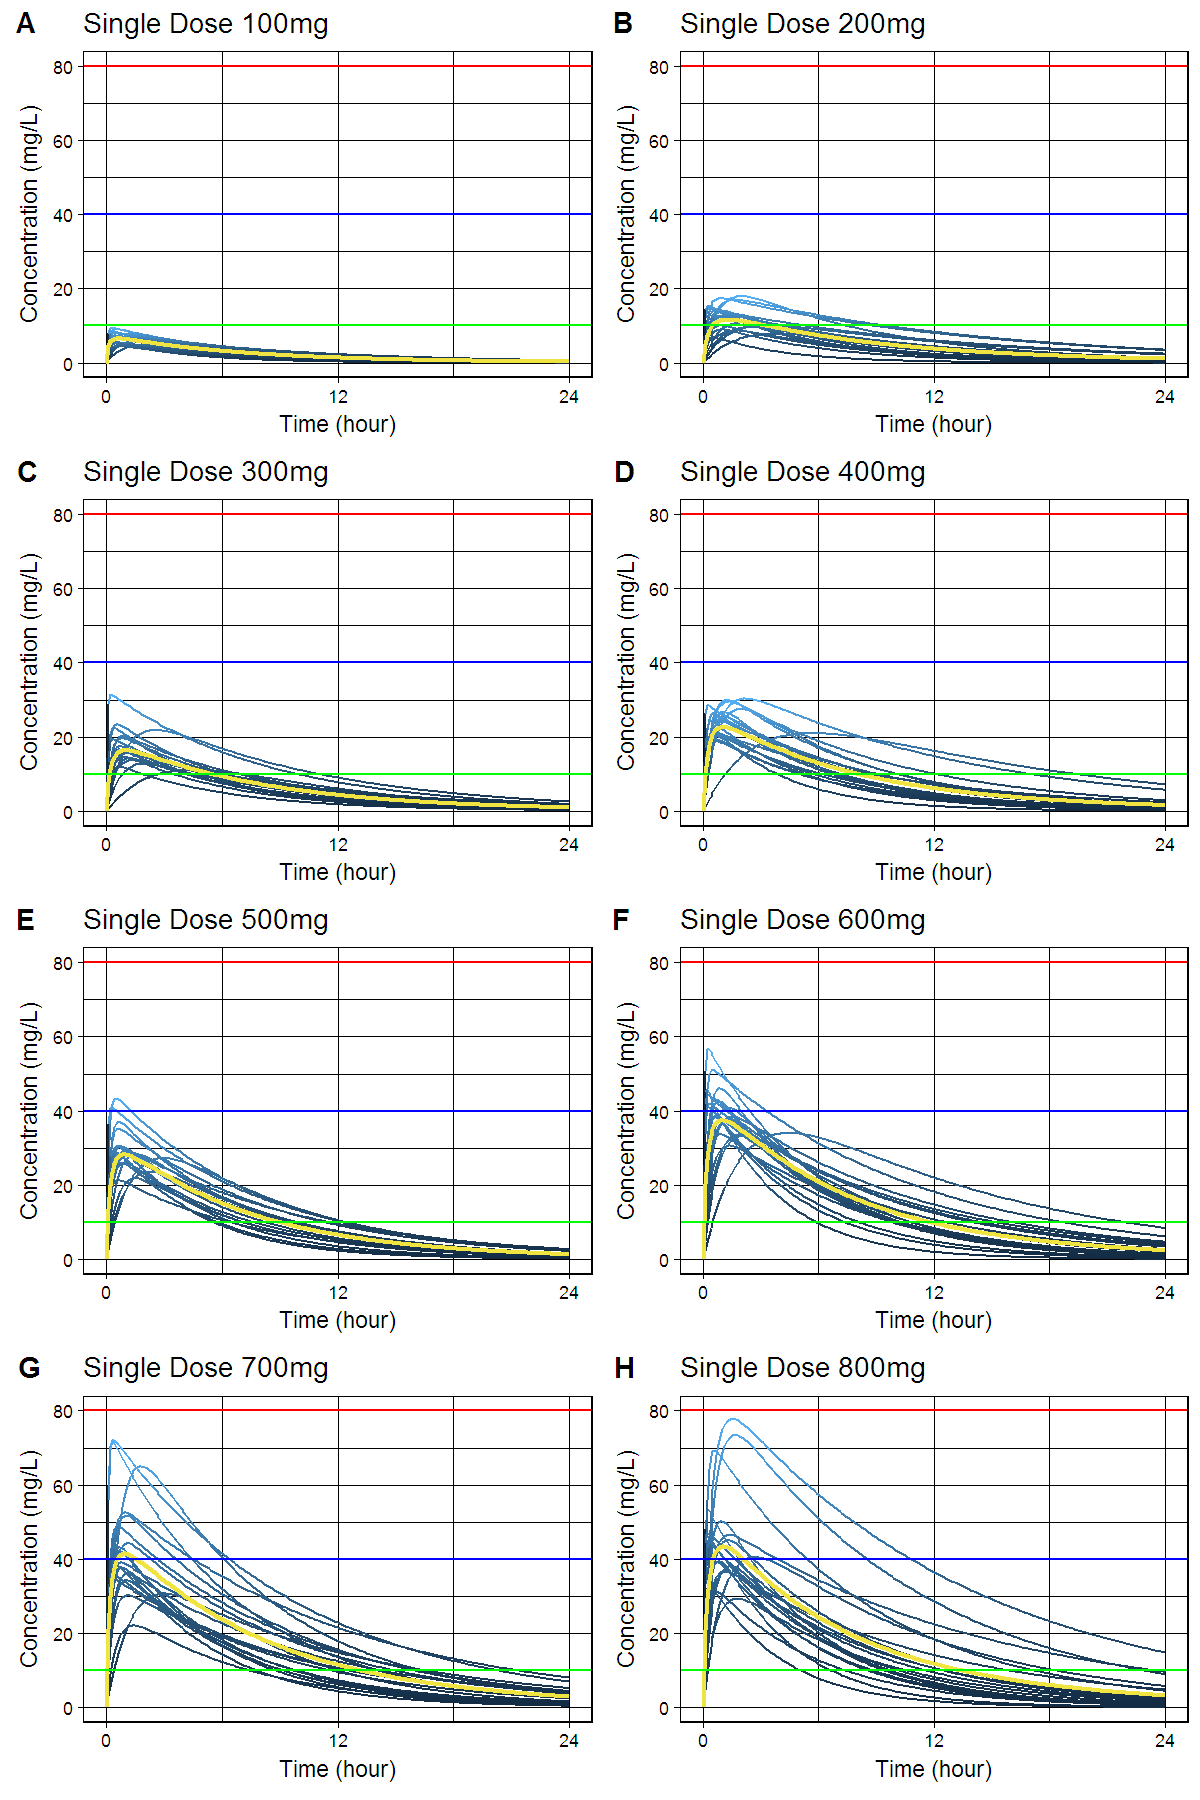 A Single Dose 100mg
Concentration (mg/L)
80
60
40
20
0
0 12 24
Time (hour)
B Single Dose 200mg
Concentration (mg/L)
80
60
40
20
0
0 12 24
Time (hour)
C Single Dose 300mg
Concentration (mg/L)
80
60
40
20
0
0 12 24
Time (hour)
D Single Dose 400mg
Concentration (mg/L)
80
60
40
20
0
0 12 24
Time (hour)
E Single Dose 500mg
Concentration (mg/L)
80
60
40
20
0
0 12 24
Time (hour)
F Single Dose 600mg
Concentration (mg/L)
80
60
40
20
0
0 12 24
Time (hour)
G Single Dose 700mg
Concentration (mg/L)
80
60
40
20
0
0 12 24
Time (hour)
H Single Dose 800mg
Concentration (mg/L)
80
60
40
20
0
0 12 24
Time (hour)